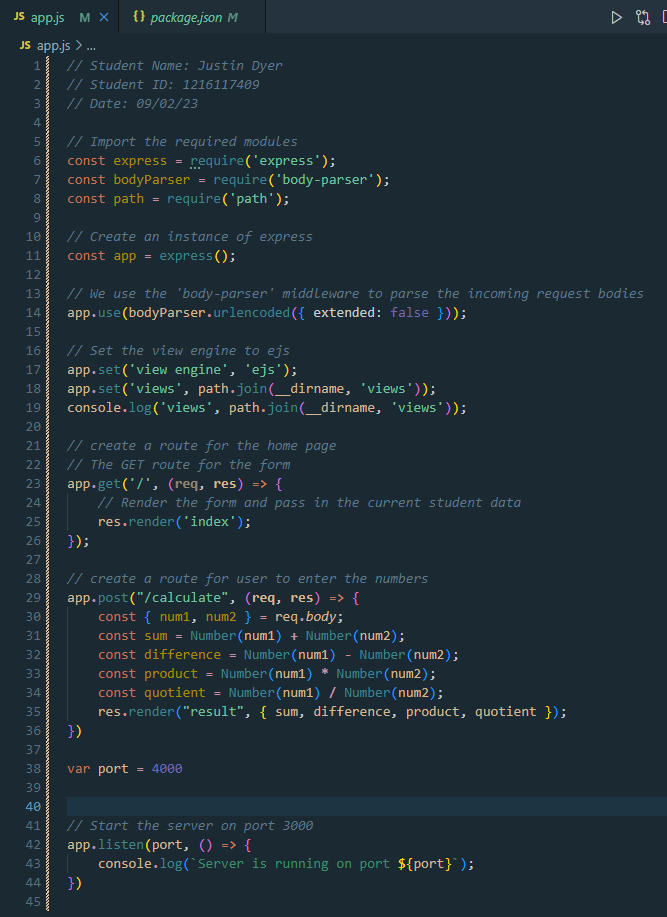 JS app.js M ×
{} package.json M
JS app.js > ...
1 // Student Name: Justin Dyer
2 // Student ID: 1216117409
3 // Date: 09/02/23
4
5 // Import the required modules
6 const express = require('express');
7 const bodyParser = require('body-parser');
8 const path = require('path');
9
10 // Create an instance of express
11 const app = express();
12
13 // We use the 'body-parser' middleware to parse the incoming request bodies
14 app.use(bodyParser.urlencoded({ extended: false }));
15
16 // Set the view engine to ejs
17 app.set('view engine', 'ejs');
18 app.set('views', path.join(__dirname, 'views'));
19 console.log('views', path.join(__dirname, 'views'));
20
21 // create a route for the home page
22 // The GET route for the form
23 app.get('/', (req, res) => {
24     // Render the form and pass in the current student data
25     res.render('index');
26 });
27
28 // create a route for user to enter the numbers
29 app.post("/calculate", (req, res) => {
30     const { num1, num2 } = req.body;
31     const sum = Number(num1) + Number(num2);
32     const difference = Number(num1) - Number(num2);
33     const product = Number(num1) * Number(num2);
34     const quotient = Number(num1) / Number(num2);
35     res.render("result", { sum, difference, product, quotient });
36 })
37
38 var port = 4000
39
40
41 // Start the server on port 3000
42 app.listen(port, () => {
43     console.log(`Server is running on port ${port}`);
44 })
45